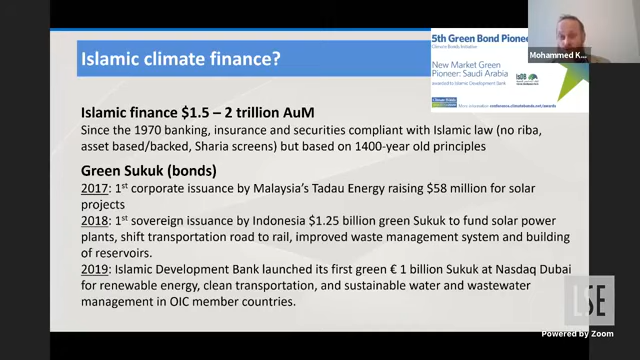 Islamic climate finance?
5th Green Bond Pionee
Climate Bonds Initiative
New Market Green
Pioneer: Saudi Arabia
awarded to Islamic Development Bank
IsDB
Mohammed K...
Islamic finance $1.5 – 2 trillion AuM
Since the 1970 banking, insurance and securities compliant with Islamic law (no riba,
asset based/backed, Sharia screens) but based on 1400-year old principles
Green Sukuk (bonds)
2017: 1st corporate issuance by Malaysia's Tadau Energy raising $58 million for solar
projects
2018: 1st sovereign issuance by Indonesia $1.25 billion green Sukuk to fund solar power
plants, shift transportation road to rail, improved waste management system and building
of reservoirs.
2019: Islamic Development Bank launched its first green € 1 billion Sukuk at Nasdaq Dubai
for renewable energy, clean transportation, and sustainable water and wastewater
management in OIC member countries.
LSE
Powered by Zoom